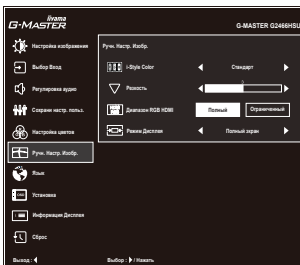 iiyama
G-MASTER
G-MASTER G2466HSU
Настройка изображения
Ручн. Настр. Изобр.
i-Style Color
Стандарт
Выбор Вход
Резкость
Регулировка аудио
Диапазон RGB HDMI
Полный
Ограниченный
Сохрани настр. польз.
Режим Дисплея
Полный экран
Настройка цветов
Ручн. Настр. Изобр.
Язык
OSD
Установка
Информация Дисплея
Сброс
Выход :
Выбор : / Нажать